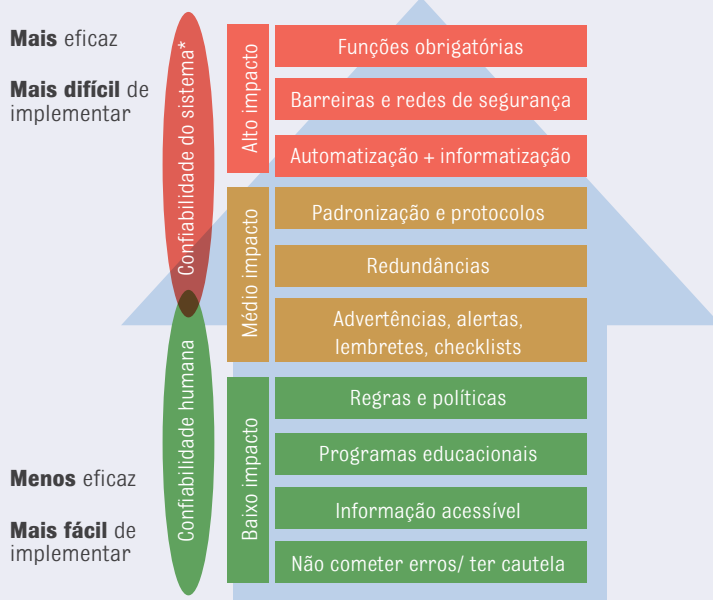 Mais eficaz
Mais difícil de
implementar
Confiabilidade do sistema*
Alto impacto
Funções obrigatórias
Barreiras e redes de segurança
Automatização + informatização
Médio impacto
Padronização e protocolos
Redundâncias
Advertências, alertas,
lembretes, checklists
Confiabilidade humana
Baixo impacto
Regras e políticas
Programas educacionais
Informação acessível
Não cometer erros/ ter cautela
Menos eficaz
Mais fácil de
implementar